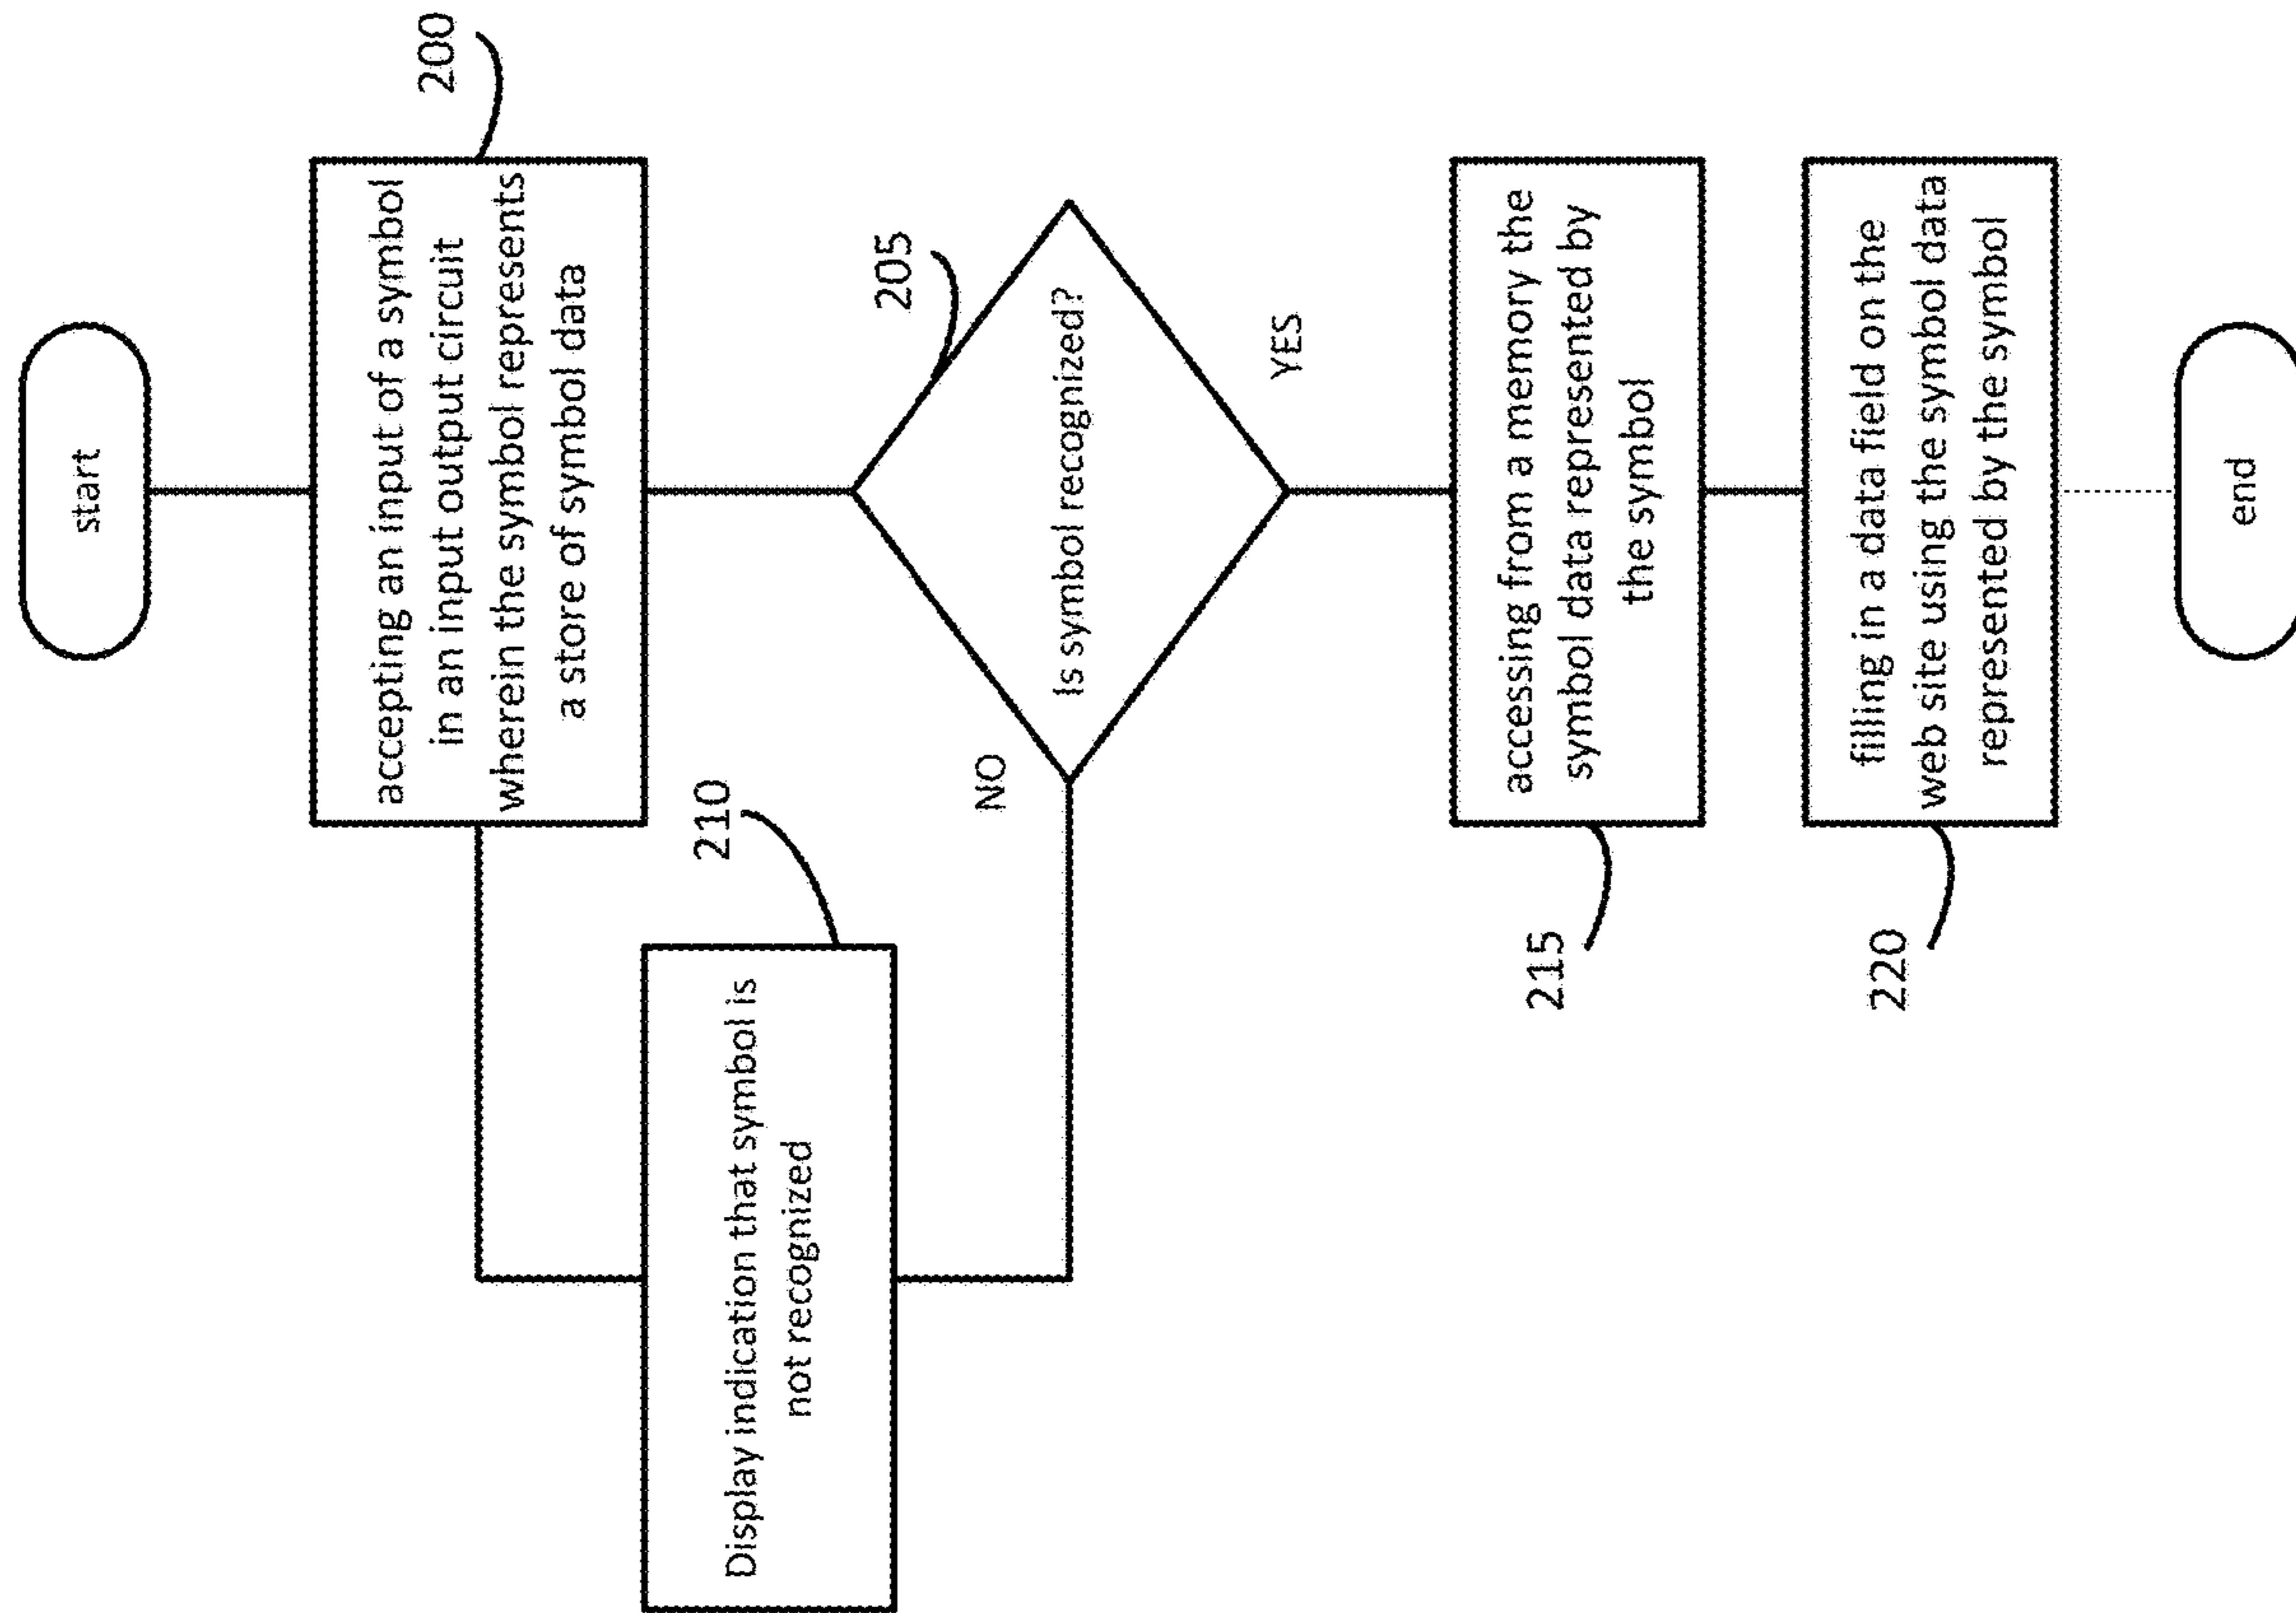 start
accepting an input of a symbol
in an input output circuit
wherein the symbol represents
a store of symbol data
200
205
Is symbol recognized?
NO
YES
210
Display indication that symbol is
not recognized
accessing from a memory the
symbol data represented by
the symbol
215
filling in a data field on the
web site using the symbol data
represented by the symbol
220
end